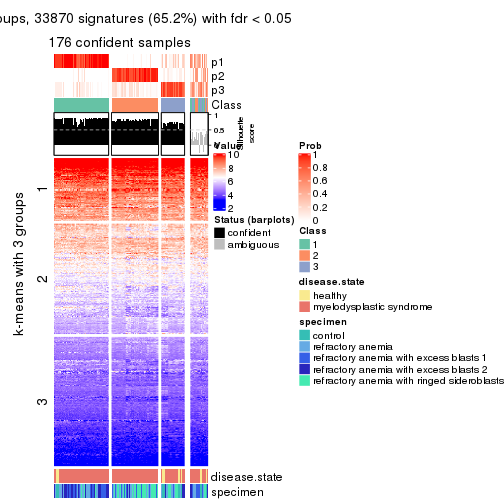 oups, 33870 signatures (65.2%) with fdr < 0.05
176 confident samples
p1
p2
p3
Class
1
0.5
0
Silhouette
score
k-means with 3 groups
1
2
3
disease.state
specimen
Value
10
8
6
4
2
Status (barplots)
confident
ambiguous
Prob
1
0.8
0.6
0.4
0.2
0
Class
1
2
3
disease.state
healthy
myelodysplastic syndrome
specimen
control
refractory anemia
refractory anemia with excess blasts 1
refractory anemia with excess blasts 2
refractory anemia with ringed sideroblasts